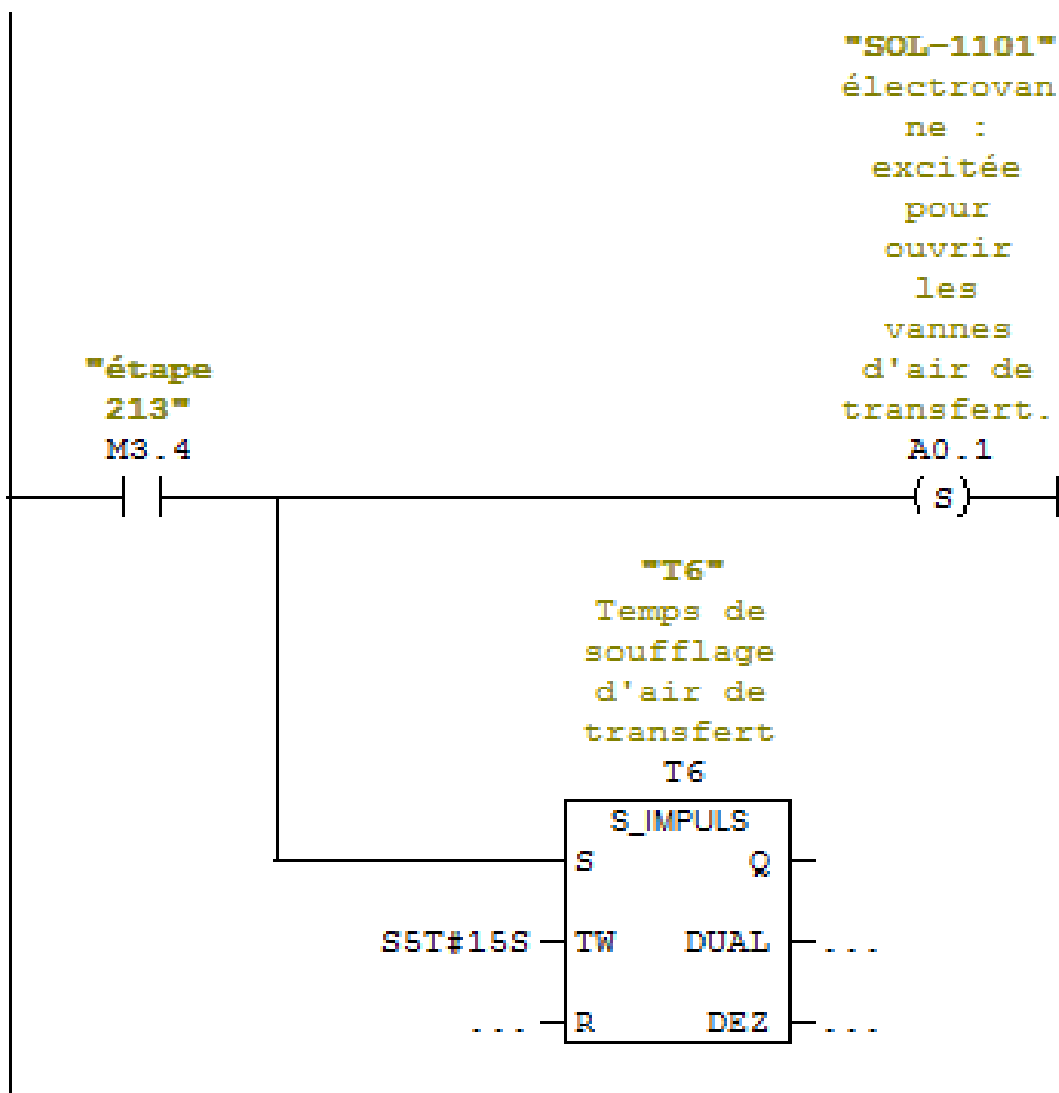 "SOL-1101"
électrovan
ne :
excitée
pour
ouvrir
les
vannes
d'air de
transfert.
A0.1
"étape
213"
M3.4
( S )
"T6"
Temps de
soufflage
d'air de
transfert
T6
S_IMPULS
S Q
S5T#15S TW DUAL ...
... R DEZ ...